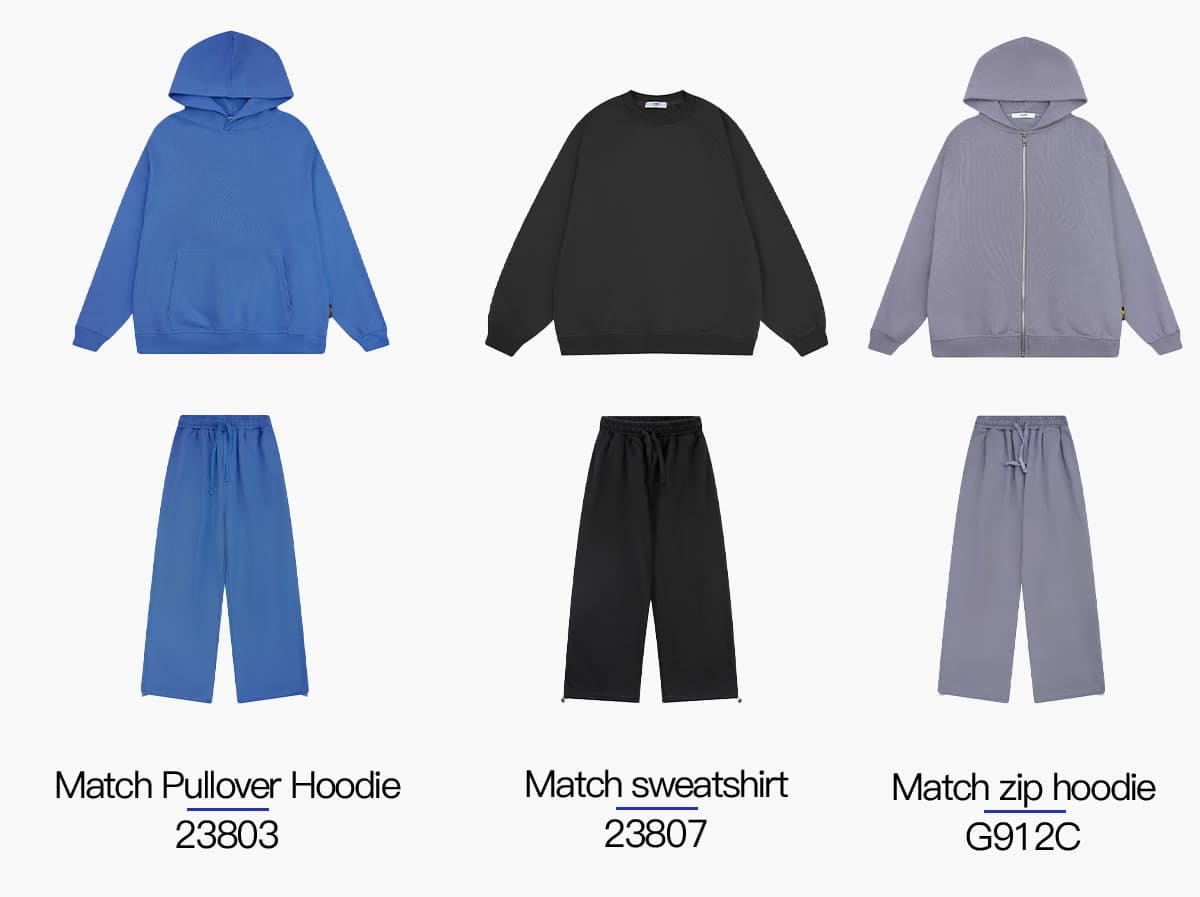 Match Pullover Hoodie
23803
Match sweatshirt
23807
Match zip hoodie
G912C